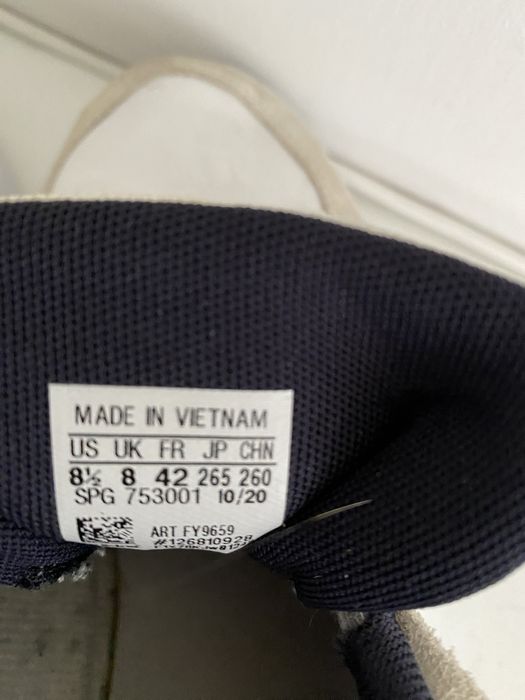 MADE IN VIETNAM
US UK FR JP CHN
8½ 8 42 265 260
SPG 753001 10/20
ART FY9659
#126810928